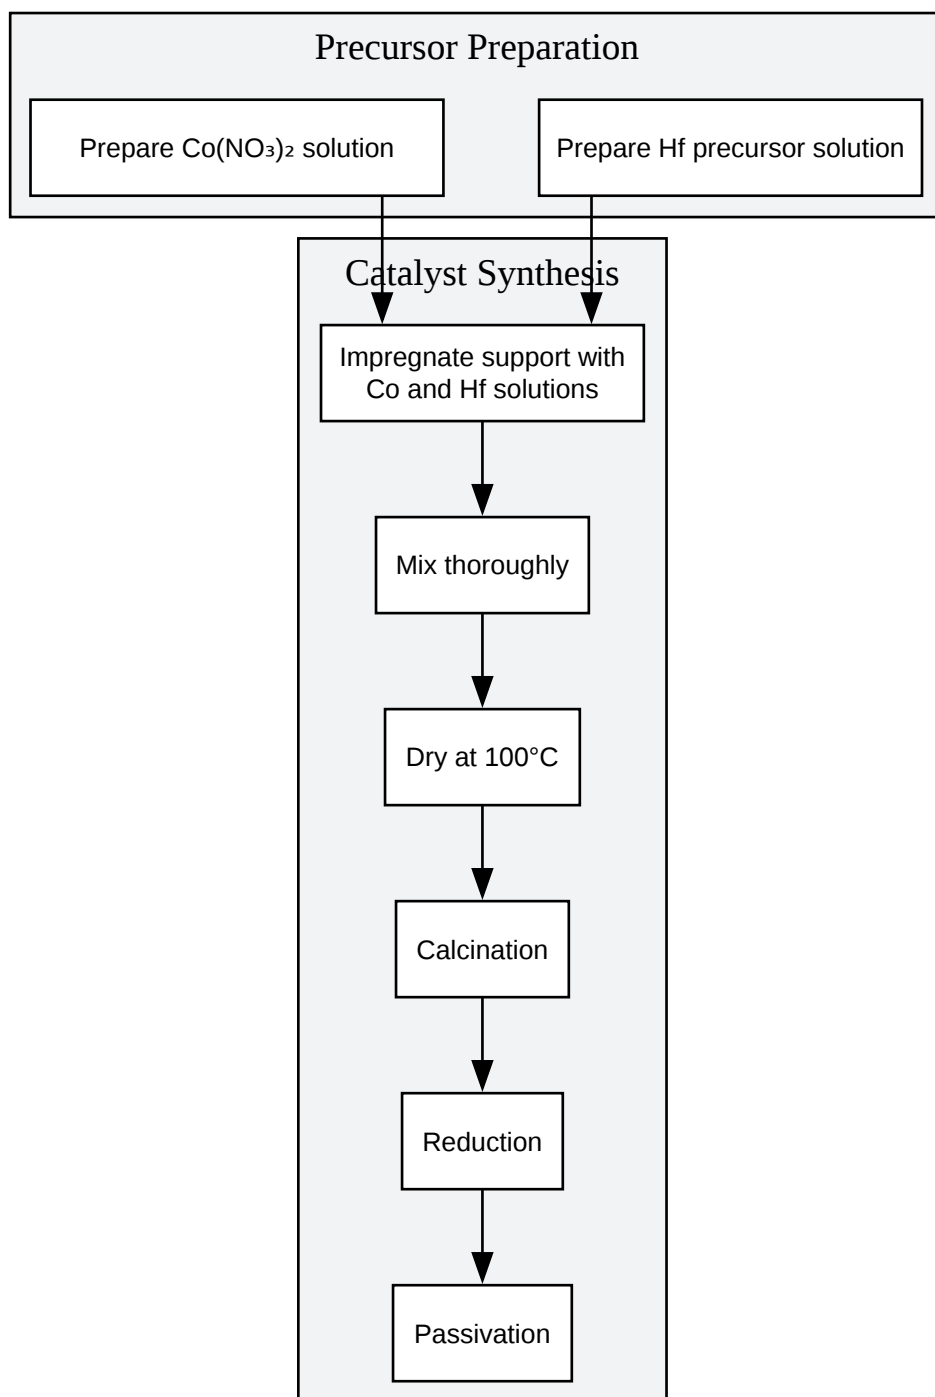 Precursor Preparation
Prepare Co(NO₃)₂ solution
Prepare Hf precursor solution
Catalyst Synthesis
Impregnate support with
Co and Hf solutions
Mix thoroughly
Dry at 100°C
Calcination
Reduction
Passivation